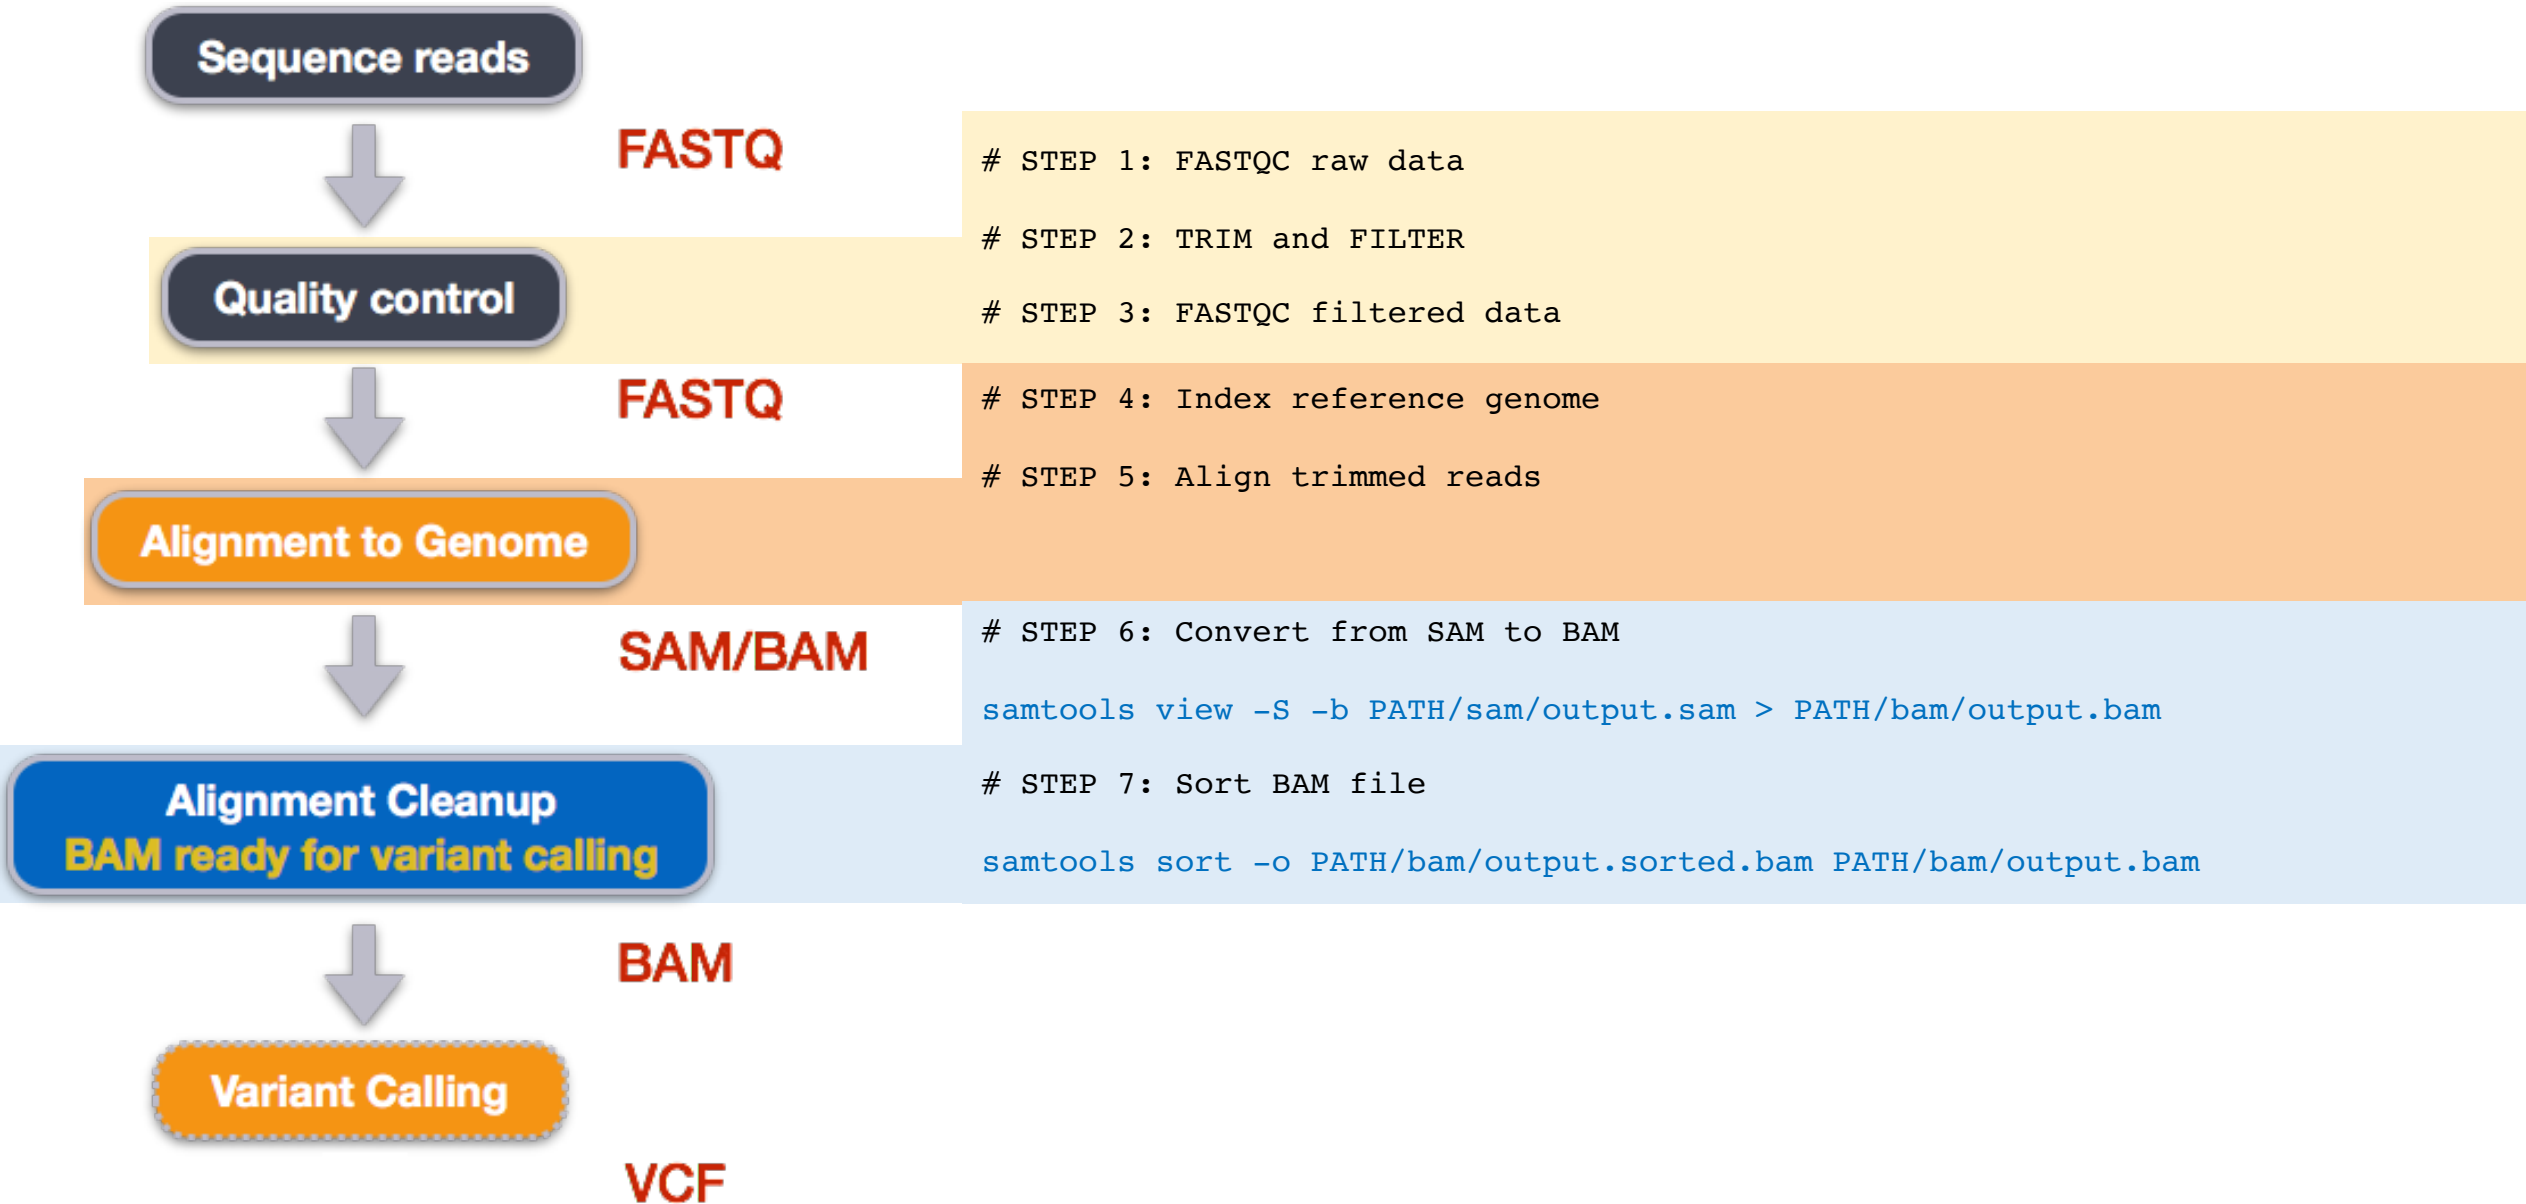 Sequence reads
FASTQ
# STEP 1: FASTQC raw data
# STEP 2: TRIM and FILTER
Quality control
# STEP 3: FASTQC filtered data
FASTQ
# STEP 4: Index reference genome
# STEP 5: Align trimmed reads
Alignment to Genome
# STEP 6: Convert from SAM to BAM
SAM/BAM
samtools view -S -b PATH/sam/output.sam > PATH/bam/output.bam
# STEP 7: Sort BAM file
Alignment Cleanup
BAM ready for variant calling
samtools sort -o PATH/bam/output.sorted.bam PATH/bam/output.bam
BAM
Variant Calling
VCF